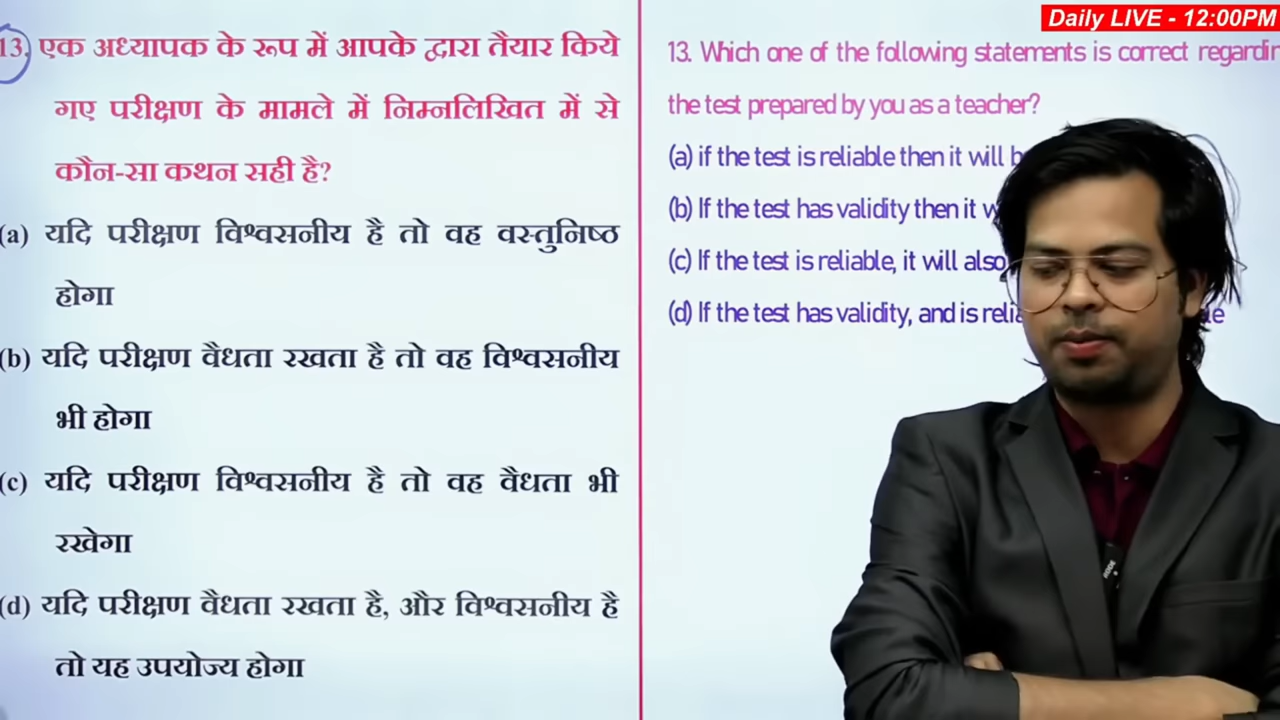 Daily LIVE - 12:00PM
13. एक अध्यापक के रूप में आपके द्वारा तैयार किये
गए परीक्षण के मामले में निम्नलिखित में से
कौन-सा कथन सही है?
(a) यदि परीक्षण विश्वसनीय है तो वह वस्तुनिष्ठ
होगा
(b) यदि परीक्षण वैधता रखता है तो वह विश्वसनीय
भी होगा
(c) यदि परीक्षण विश्वसनीय है तो वह वैधता भी
रखेगा
(d) यदि परीक्षण वैधता रखता है, और विश्वसनीय है
तो यह उपयोज्य होगा
13. Which one of the following statements is correct
the test prepared by you as a teacher?
(a) if the test is reliable then it will
(b) If the test has validity then it
(c) If the test is reliable, it will also
(d) If the test has validity, and is
RODE